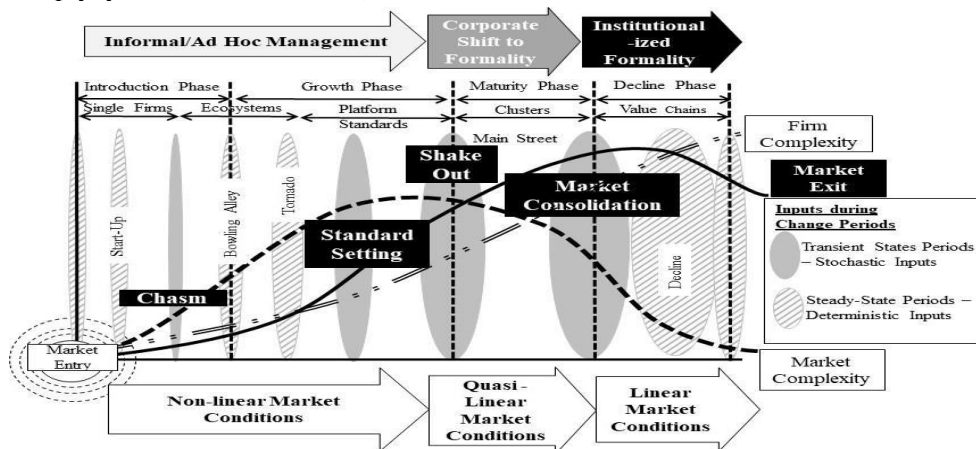 Informal/Ad Hoc Management
Corporate
Shift to
Formality
Institutional
-ized
Formality
Introduction Phase
Growth Phase
Maturity Phase
Decline Phase
Single Firms
Ecosystems
Platform
Standards
Clusters
Value Chains
Main Street
Firm
Complexity
Start-Up
Bowling Alley
Tornado
Shake
Out
Market
Consolidation
Market
Exit
Standard
Setting
Chasm
Decline
Inputs during
Change Periods
Transient States Periods
– Stochastic Inputs
Steady-State Periods –
Deterministic Inputs
Market
Entry
Market
Complexity
Non-linear Market
Conditions
Quasi-
Linear
Market
Conditions
Linear
Market
Conditions